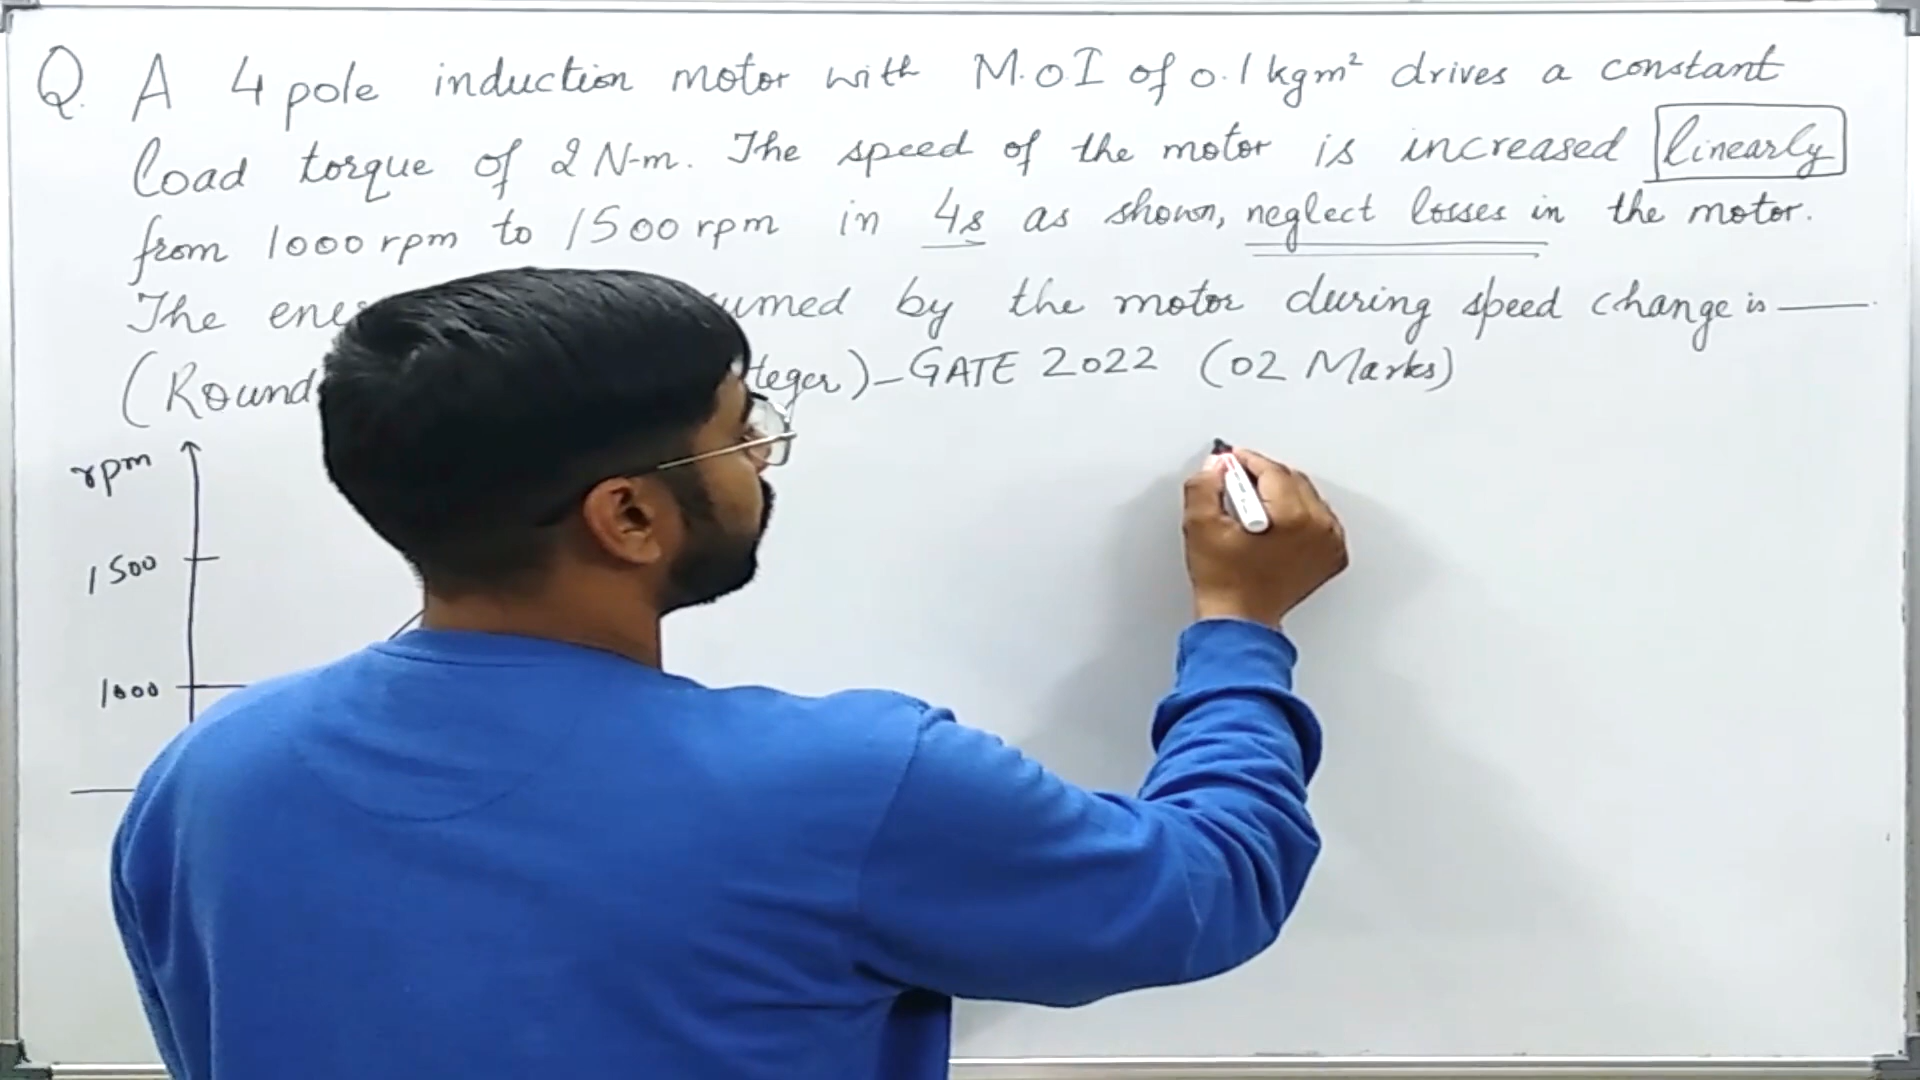 Q. A 4 pole induction motor with M.O.I of 0.1 kgm² drives a constant
load torque of 2 N-m. The speed of the motor is increased linearly
from 1000 rpm to 1500 rpm in 4s as shown, neglect losses in the motor.
The ene umed by the motor during speed change is ——.
(Round teger) - GATE 2022 (02 Marks)
rpm
1500
1000